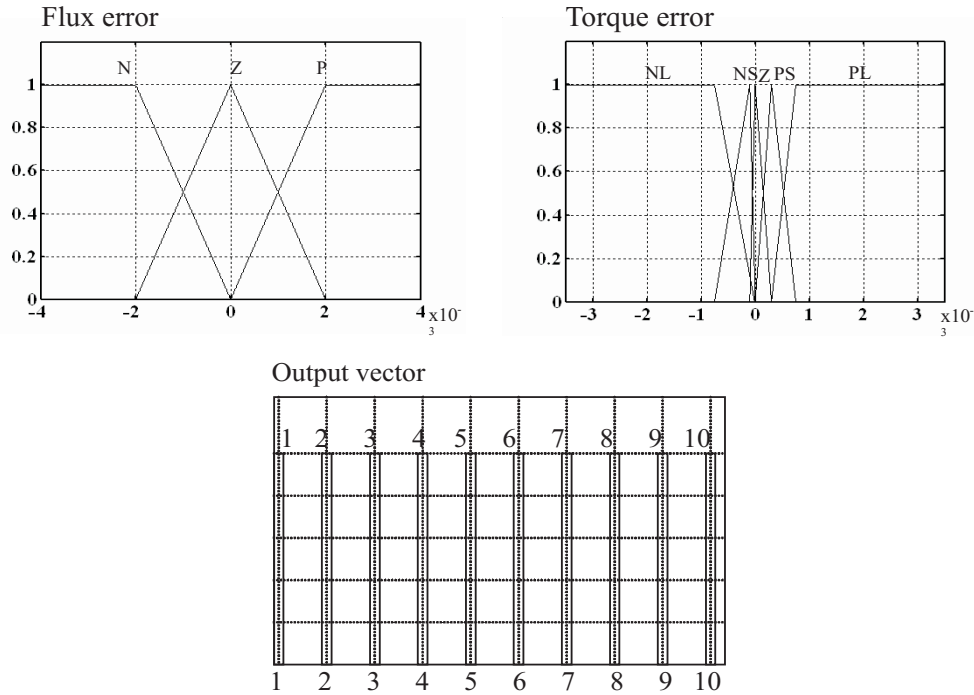 Flux error
N Z P
1
0.8
0.6
0.4
0.2
0
-4 -2 0 2 4 x10-3
Torque error
NL NS Z PS PL
1
0.8
0.6
0.4
0.2
0
-3 -2 -1 0 1 2 3 x10-3
Output vector
1 2 3 4 5 6 7 8 9 10
1 2 3 4 5 6 7 8 9 10